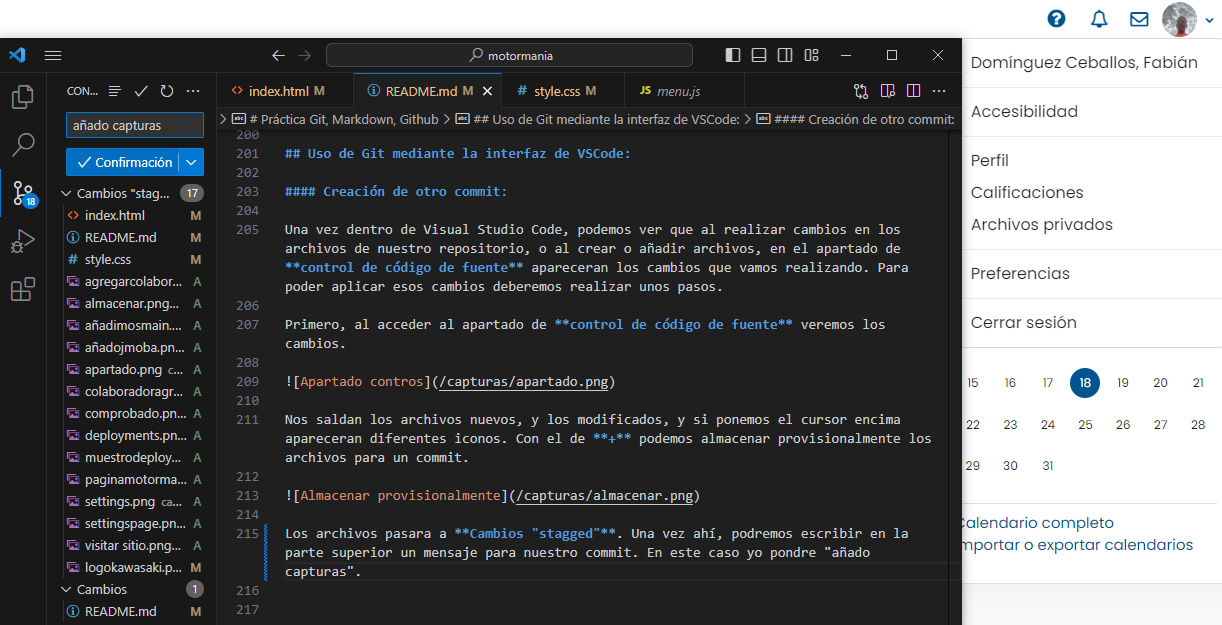 motormania
CON...
index.html M
README.md M
style.css M
menu.js
añado capturas
# Práctica Git, Markdown, Github
## Uso de Git mediante la interfaz de VSCode:
#### Creación de otro commit:
Confirmación
Cambios "stag... 17
index.html M
README.md M
style.css M
agregarcolabor... A
almacenar.png... A
añadimosmain.... A
añadojmoba.pn... A
apartado.png c... A
colaboradoragr... A
comprobado.pn... A
deployments.pn... A
muestrodeploy... A
paginamotorma... A
settings.png ca... A
settingspage.pn... A
visitar sitio.png... A
logokawasaki.p... M
Cambios 1
README.md M
18
200
201 ## Uso de Git mediante la interfaz de VSCode:
202
203 #### Creación de otro commit:
204
205 Una vez dentro de Visual Studio Code, podemos ver que al realizar cambios en los
archivos de nuestro repositorio, o al crear o añadir archivos, en el apartado de
**control de código de fuente** apareceran los cambios que vamos realizando. Para
poder aplicar esos cambios deberemos realizar unos pasos.
206
207 Primero, al acceder al apartado de **control de código de fuente** veremos los
cambios.
208
209 ![Apartado contros](/capturas/apartado.png)
210
211 Nos saldan los archivos nuevos, y los modificados, y si ponemos el cursor encima
apareceran diferentes iconos. Con el de **+** podemos almacenar provisionalmente los
archivos para un commit.
212
213 ![Almacenar provisionalmente](/capturas/almacenar.png)
214
215 Los archivos pasara a **Cambios "stagged"**. Una vez ahí, podremos escribir en la
parte superior un mensaje para nuestro commit. En este caso yo pondre "añado
capturas".
216
217
Domínguez Ceballos, Fabián
Accesibilidad
Perfil
Calificaciones
Archivos privados
Preferencias
Cerrar sesión
15 16 17 18 19 20 21
22 23 24 25 26 27 28
29 30 31
Calendario completo
mportar o exportar calendarios